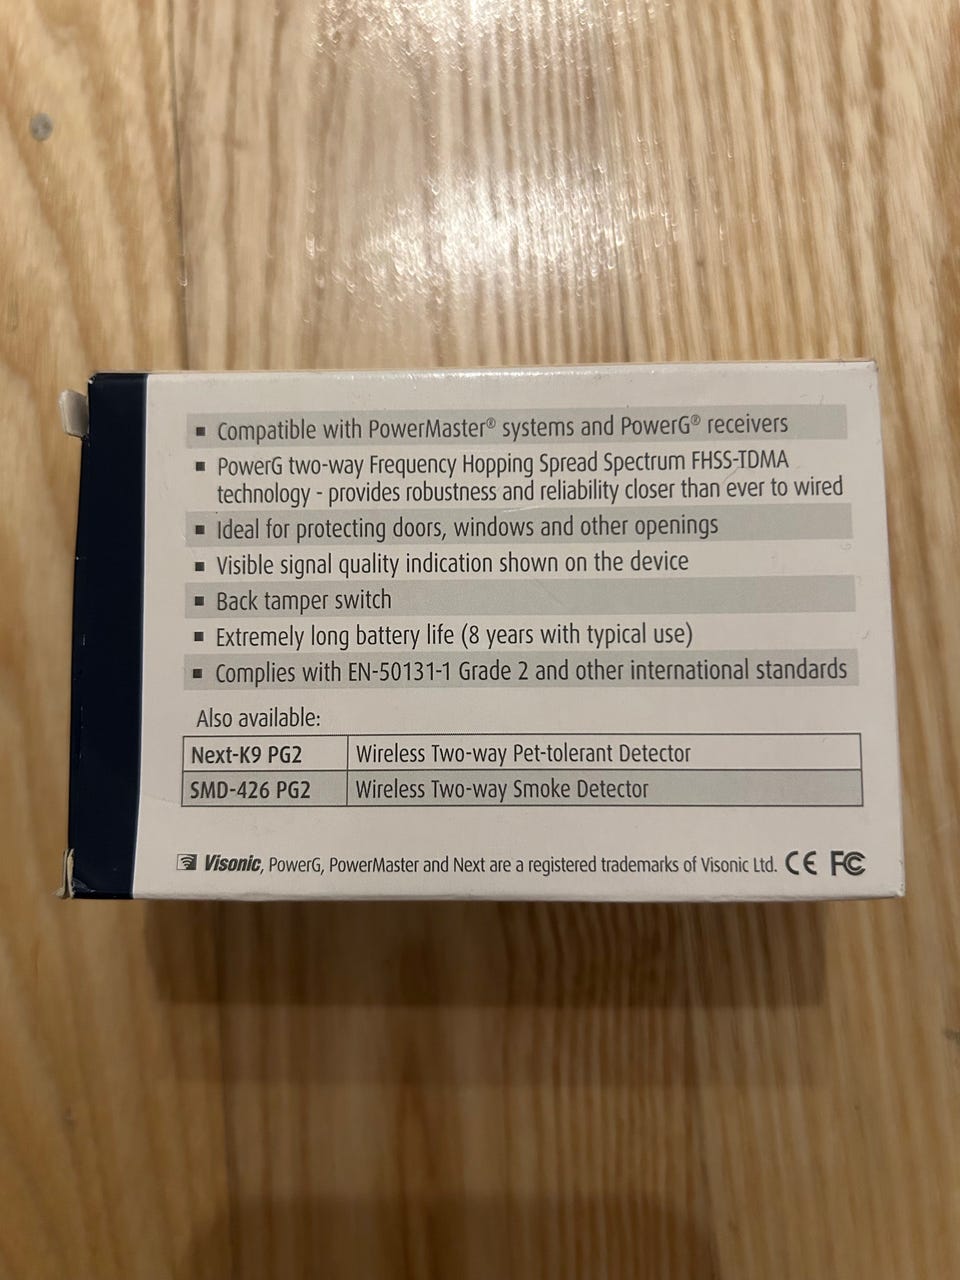 ▪ Compatible with PowerMaster® systems and PowerG® receivers
▪ PowerG two-way Frequency Hopping Spread Spectrum FHSS-TDMA
technology - provides robustness and reliability closer than ever to wired
▪ Ideal for protecting doors, windows and other openings
▪ Visible signal quality indication shown on the device
▪ Back tamper switch
▪ Extremely long battery life (8 years with typical use)
▪ Complies with EN-50131-1 Grade 2 and other international standards
Also available:
Next-K9 PG2 Wireless Two-way Pet-tolerant Detector
SMD-426 PG2 Wireless Two-way Smoke Detector
Visonic, PowerG, PowerMaster and Next are a registered trademarks of Visonic Ltd. CE FC